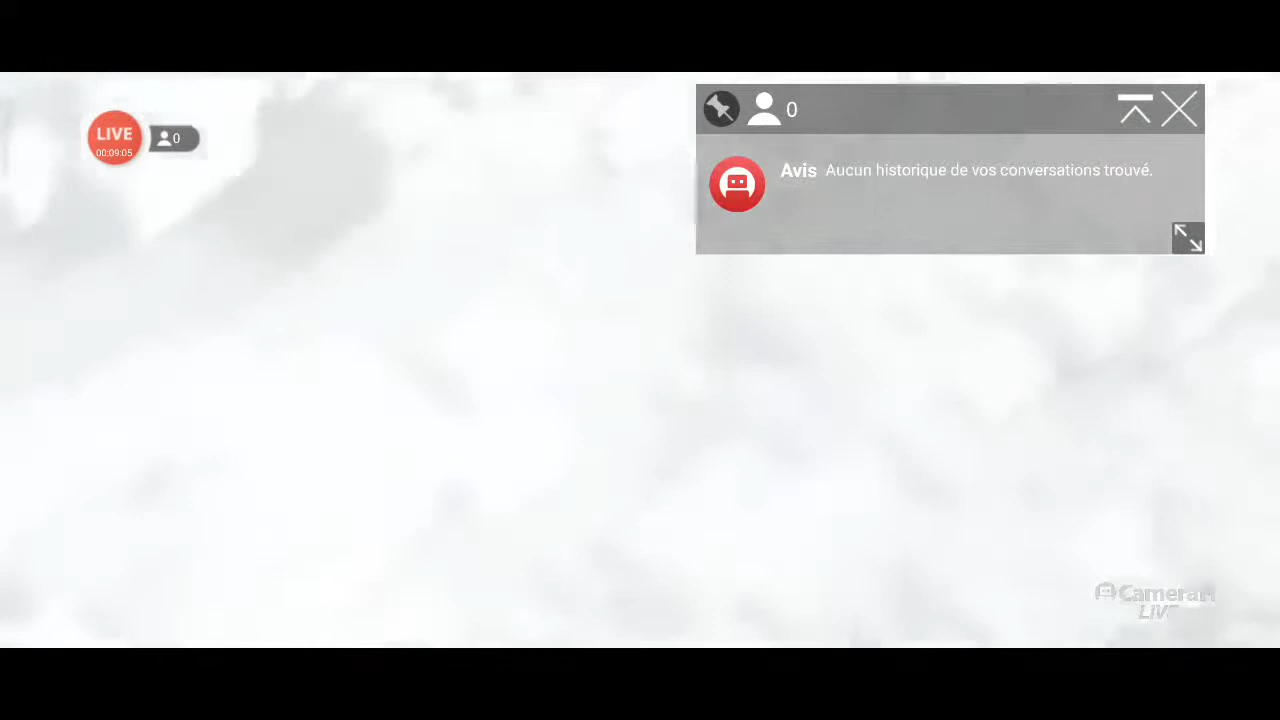 LIVE
00:09:05
0
0
Avis Aucun historique de vos conversations trouvé.
CameraFi
LIVE